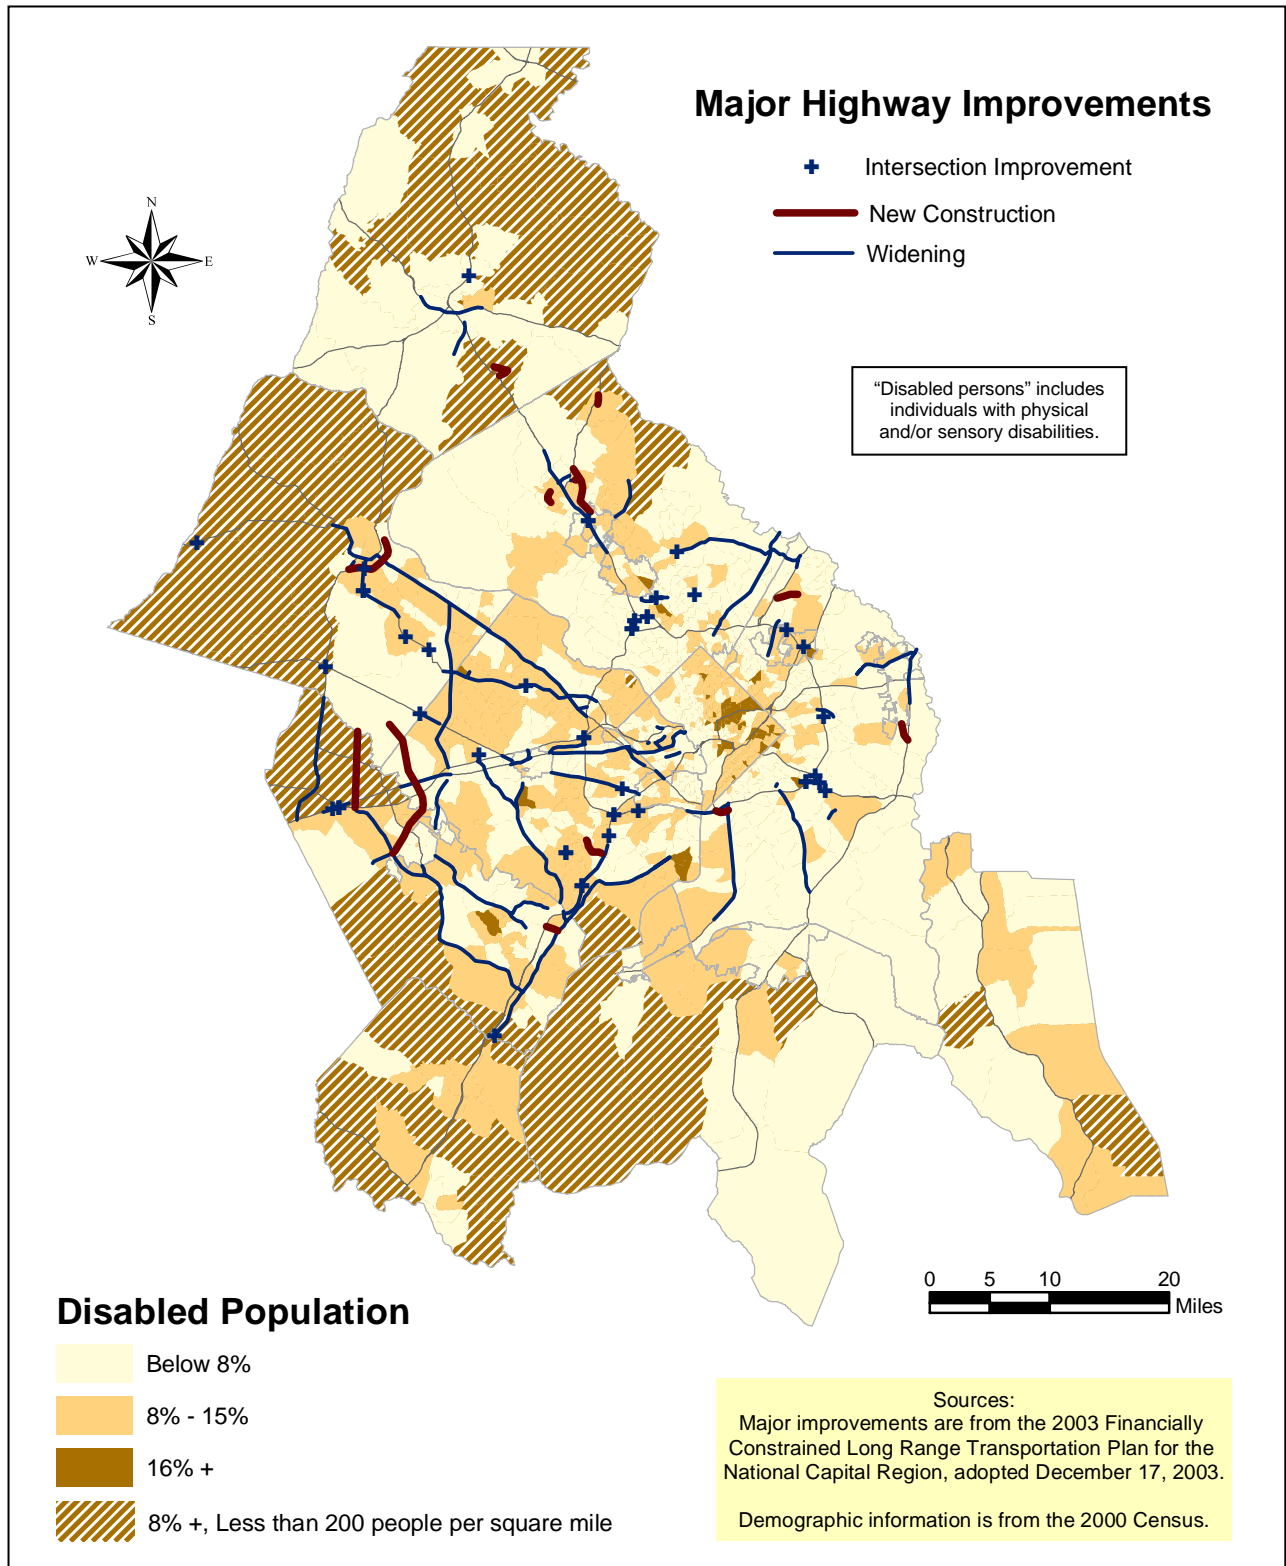 Major Highway Improvements
Intersection Improvement
New Construction
Widening
N
W
E
S
“Disabled persons” includes
individuals with physical
and/or sensory disabilities.
0 5 10 20
Miles
Disabled Population
Below 8%
8% - 15%
16% +
8% +, Less than 200 people per square mile
Sources:
Major improvements are from the 2003 Financially
Constrained Long Range Transportation Plan for the
National Capital Region, adopted December 17, 2003.
Demographic information is from the 2000 Census.